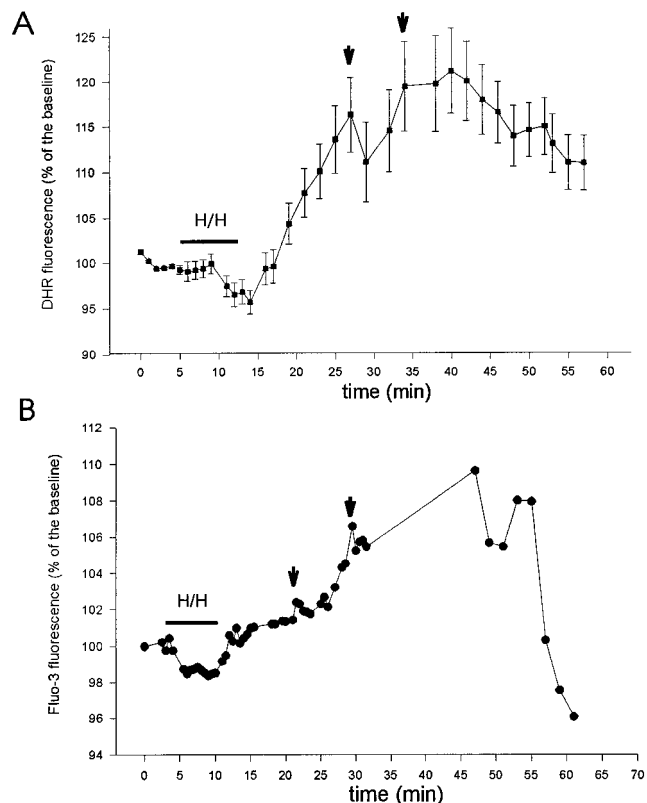 A
DHR fluorescence (% of the baseline)
125
120
115
110
105
100
95
90
H/H
0 5 10 15 20 25 30 35 40 45 50 55 60
time (min)
B
Fluo-3 fluorescence (% of the baseline)
112
110
108
106
104
102
100
98
96
94
H/H
0 5 10 15 20 25 30 35 40 45 50 55 60 65 70
time (min)